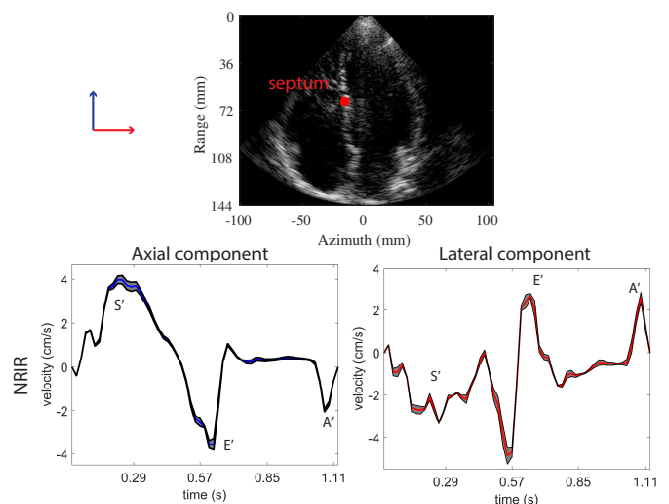 0
36
72
108
144
Range (mm)
septum
-100 -50 0 50 100
Azimuth (mm)
Axial component
Lateral component
NRIR
velocity (cm/s)
4
2
0
-2
-4
S'
E'
A'
0.29 0.57 0.85 1.11
time (s)
velocity (cm/s)
4
2
0
-2
-4
S'
E'
A'
0.29 0.57 0.85 1.11
time (s)